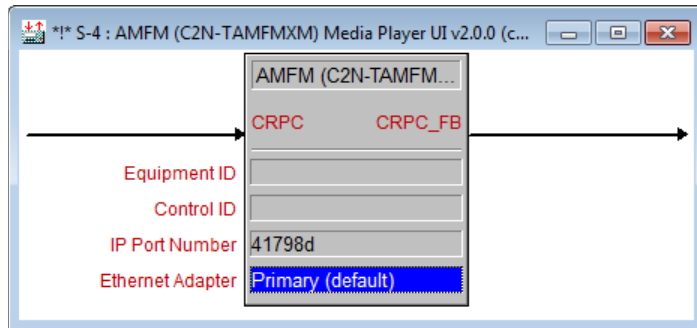 *!* S-4 : AMFM (C2N-TAMFMXM) Media Player UI v2.0.0 (c...
AMFM (C2N-TAMFM...
CRPC CRPC_FB
Equipment ID
Control ID
IP Port Number 41798d
Ethernet Adapter Primary (default)